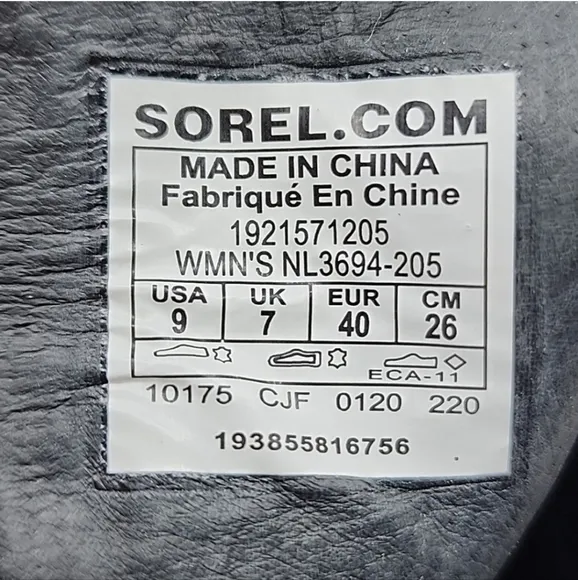 SOREL.COM
MADE IN CHINA
Fabriqué En Chine
1921571205
WMN'S NL3694-205
USA UK EUR CM
9 7 40 26
ECA-11
10175 CJF 0120 220
193855816756